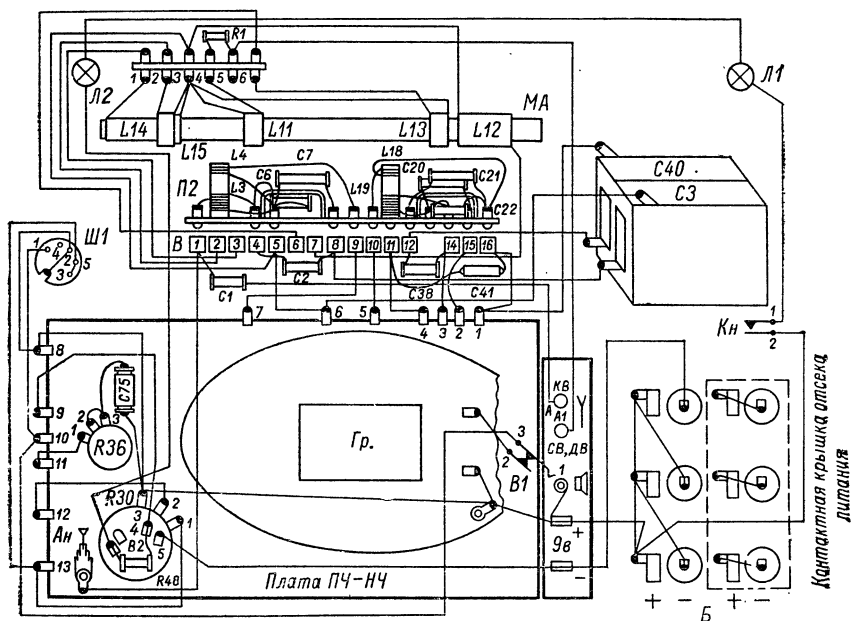 R1
1 2 3 4 5 6
Л2
Л1
МА
L14
L15
L11
L13
L12
L4
C7
L18
C20
C21
П2
L3
C6
L19
C22
C40
C3
Ш1
1 4 2 5 3
В
1 2 3 4 5 6 7 8 9 10 11 12 14 15 16
C1
C2
C38
C41
7 6 5 4 3 2 1
Кн
1
2
8
9
10
11
12
13
C75
1 2 3
R36
R30
3 2 1
4
5
В2
R48
Ан
Гр.
3
2
В1
КВ
А
А1
СВ, ДВ
1
+
9в
−
Плата ПЧ-НЧ
+ − + −
Б
Контактная крышка отсека
питания